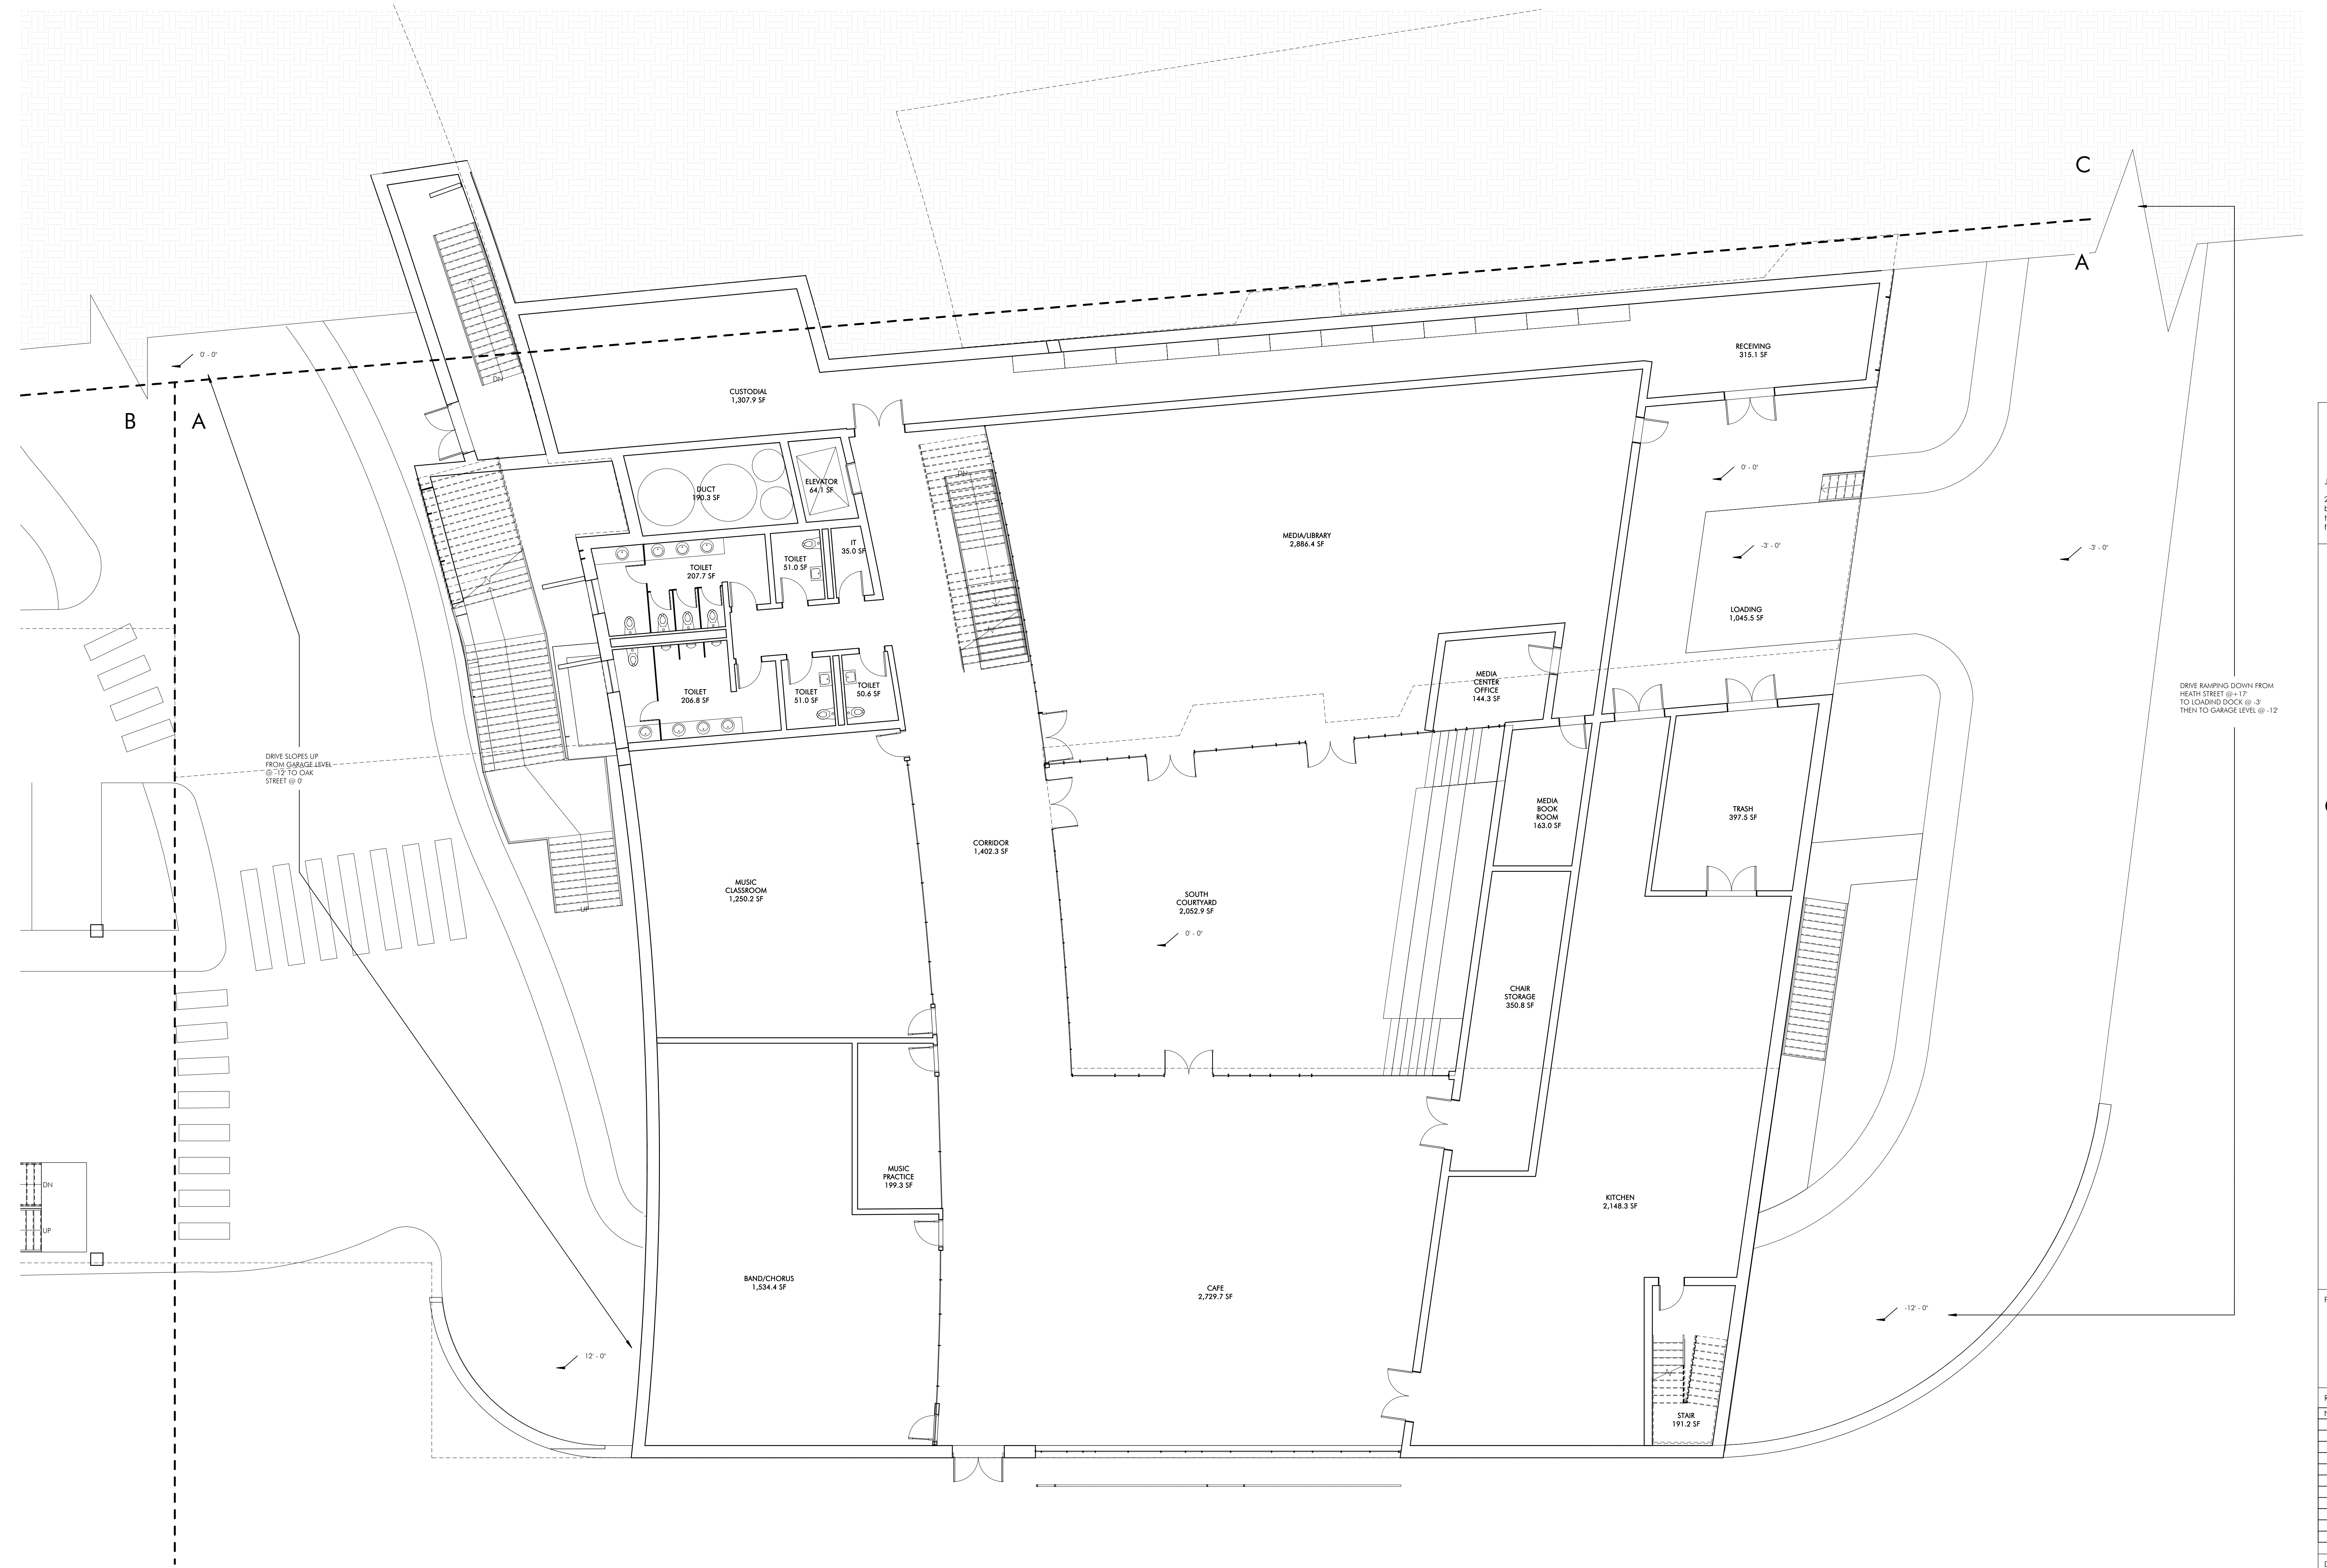 C
A
0' - 0"
B
A
DN
CUSTODIAL
1,307.9 SF
RECEIVING
315.1 SF
DUCT
190.3 SF
ELEVATOR
64.1 SF
DN
0' - 0"
MEDIA/LIBRARY
2,886.4 SF
-3' - 0"
-3' - 0"
IT
35.0 SF
TOILET
51.0 SF
TOILET
207.7 SF
LOADING
1,045.5 SF
TOILET
206.8 SF
TOILET
51.0 SF
TOILET
50.6 SF
MEDIA
CENTER
OFFICE
144.3 SF
DRIVE RAMPING DOWN FROM
HEATH STREET @+17'
TO LOADIND DOCK @ -3'
THEN TO GARAGE LEVEL @ -12'
DRIVE SLOPES UP
FROM GARAGE LEVEL
@ -12' TO OAK
STREET @ 0'
MEDIA
BOOK
ROOM
163.0 SF
TRASH
397.5 SF
CORRIDOR
1,402.3 SF
MUSIC
CLASSROOM
1,250.2 SF
UP
SOUTH
COURTYARD
2,052.9 SF
0' - 0"
CHAIR
STORAGE
350.8 SF
MUSIC
PRACTICE
199.3 SF
DN
UP
KITCHEN
2,148.3 SF
BAND/CHORUS
1,534.4 SF
CAFE
2,729.7 SF
-12' - 0"
12' - 0"
STAIR
191.2 SF